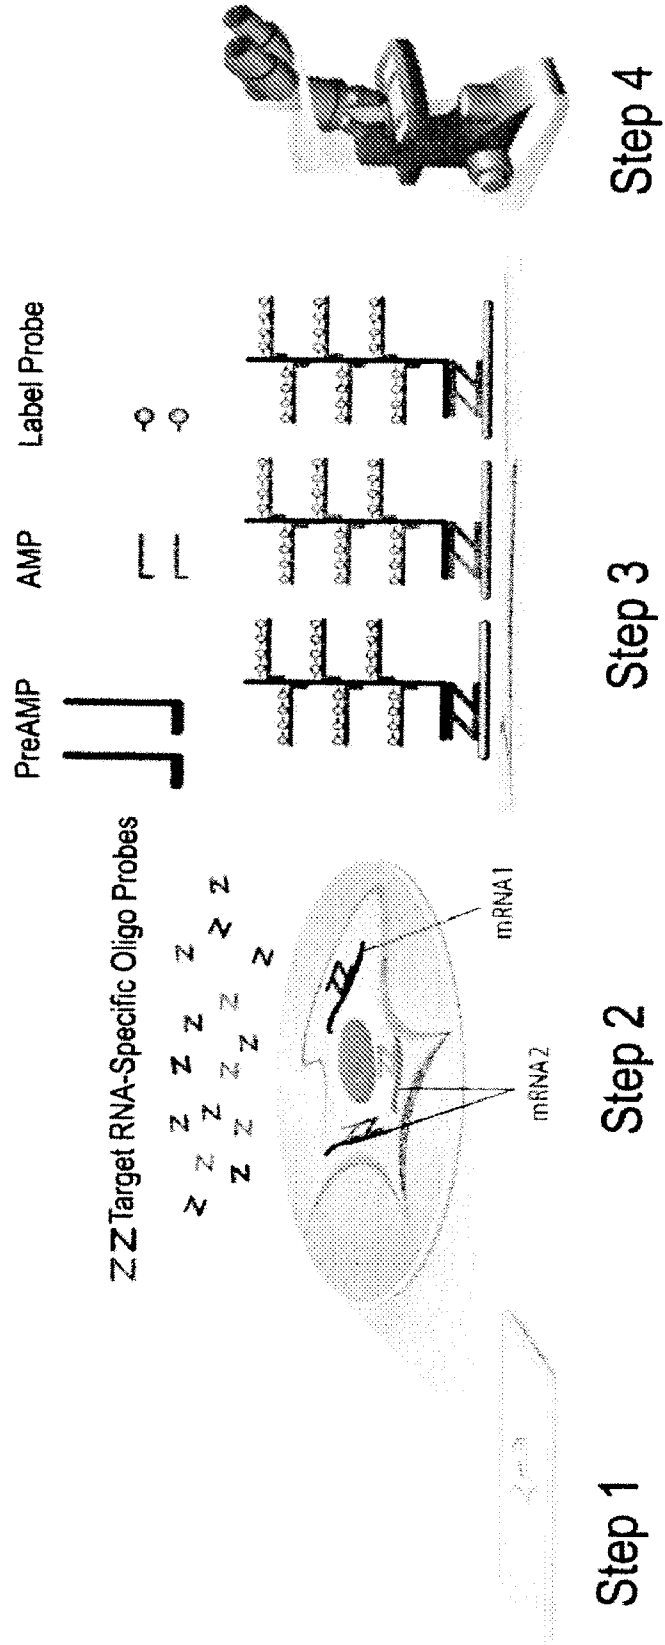 ZZ Target RNA-Specific Oligo Probes
PreAMP
AMP
Label Probe
mRNA2
mRNA1
Step 1
Step 2
Step 3
Step 4